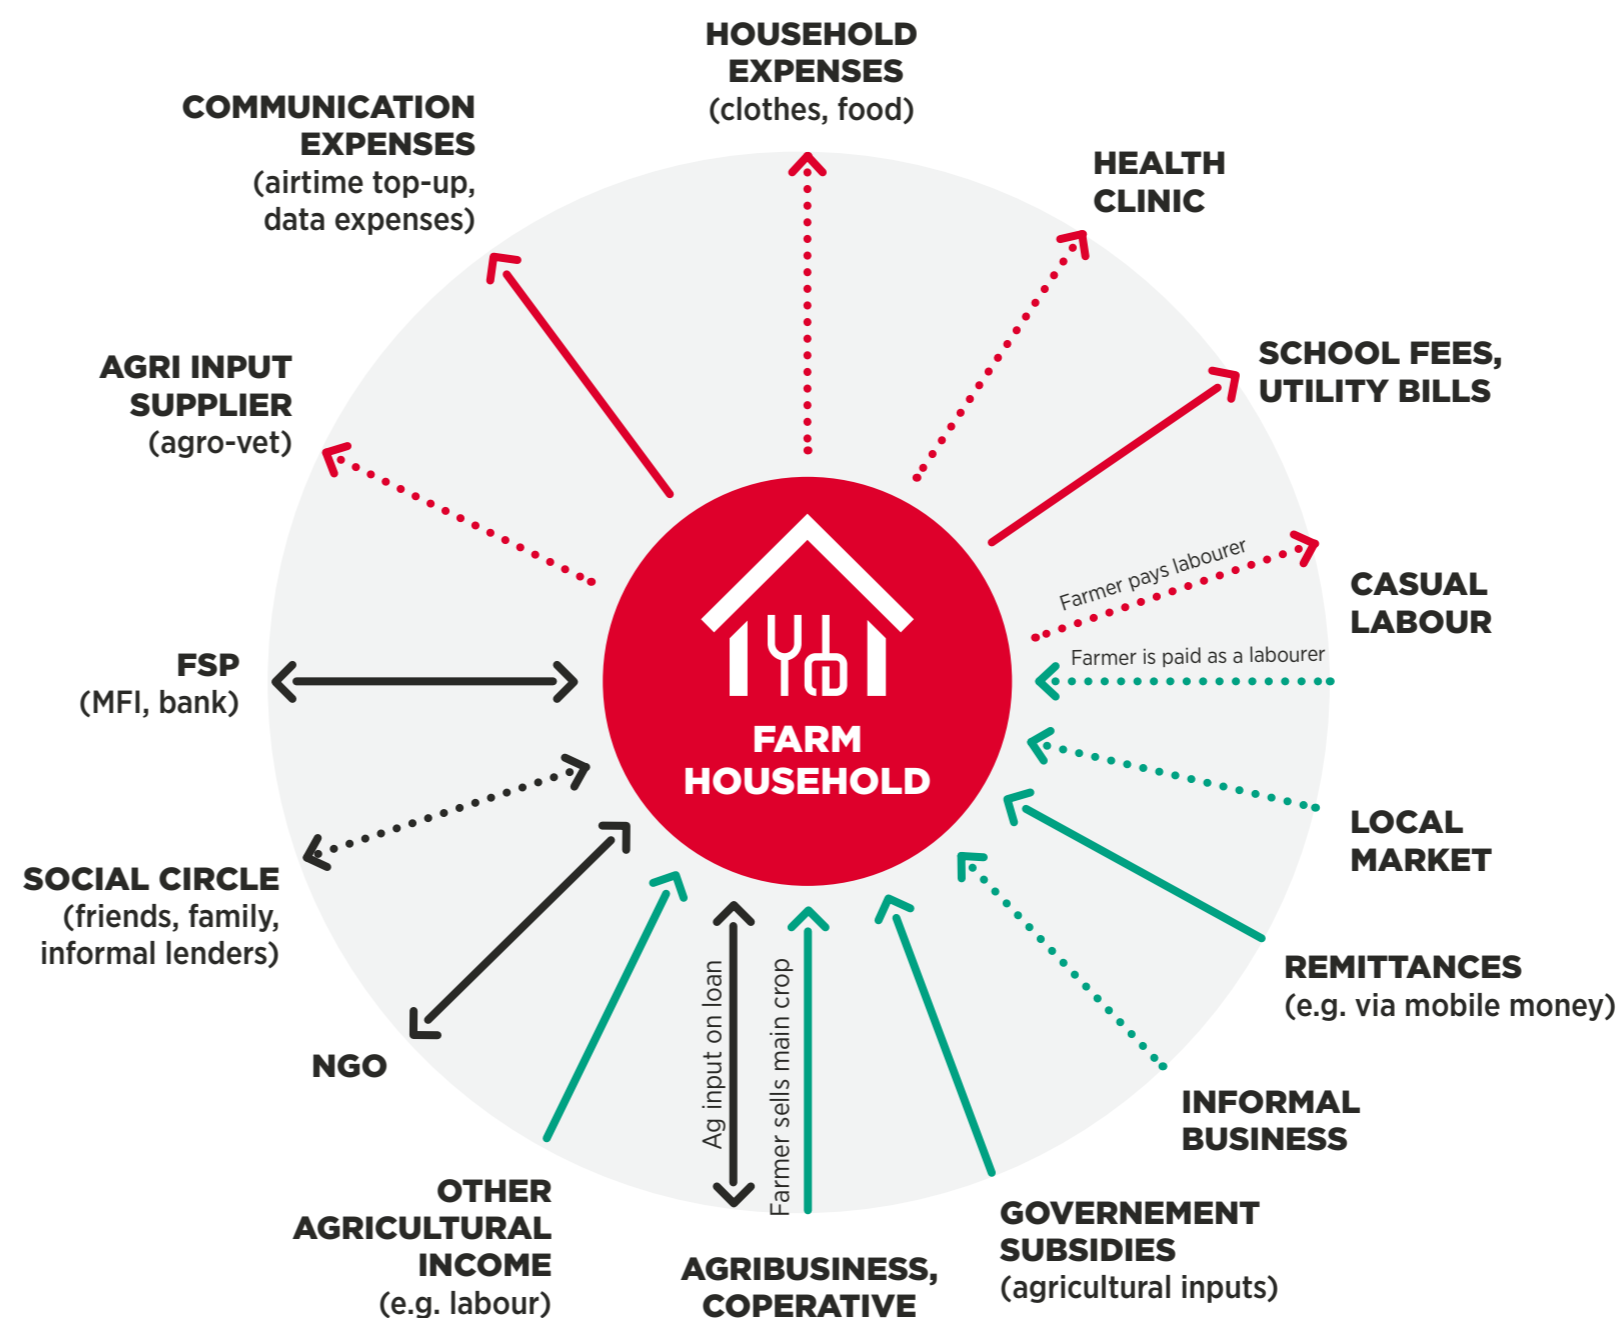 HOUSEHOLD
EXPENSES
(clothes, food)
COMMUNICATION
EXPENSES
(airtime top-up,
data expenses)
HEALTH
CLINIC
AGRI INPUT
SUPPLIER
(agro-vet)
SCHOOL FEES,
UTILITY BILLS
Farmer pays labourer
CASUAL
LABOUR
Farmer is paid as a labourer
FSP
(MFI, bank)
FARM
HOUSEHOLD
LOCAL
MARKET
SOCIAL CIRCLE
(friends, family,
informal lenders)
REMITTANCES
(e.g. via mobile money)
NGO
Ag input on loan
Farmer sells main crop
INFORMAL
BUSINESS
OTHER
AGRICULTURAL
INCOME
(e.g. labour)
AGRIBUSINESS,
COPERATIVE
GOVERNEMENT
SUBSIDIES
(agricultural inputs)